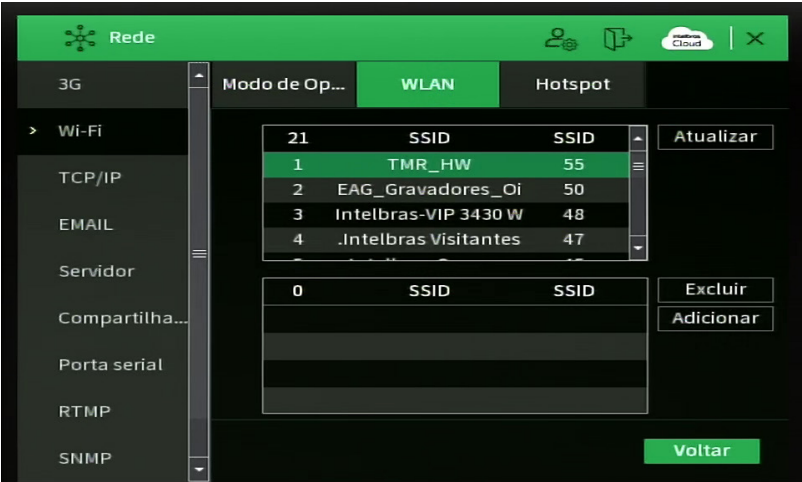 Rede
intelbras Cloud
3G
Wi-Fi
TCP/IP
EMAIL
Servidor
Compartilha...
Porta serial
RTMP
SNMP
Modo de Op... WLAN Hotspot
21 SSID SSID
1 TMR_HW 55
2 EAG_Gravadores_Oi 50
3 Intelbras-VIP 3430 W 48
4 .Intelbras Visitantes 47
Atualizar
0 SSID SSID
Excluir
Adicionar
Voltar